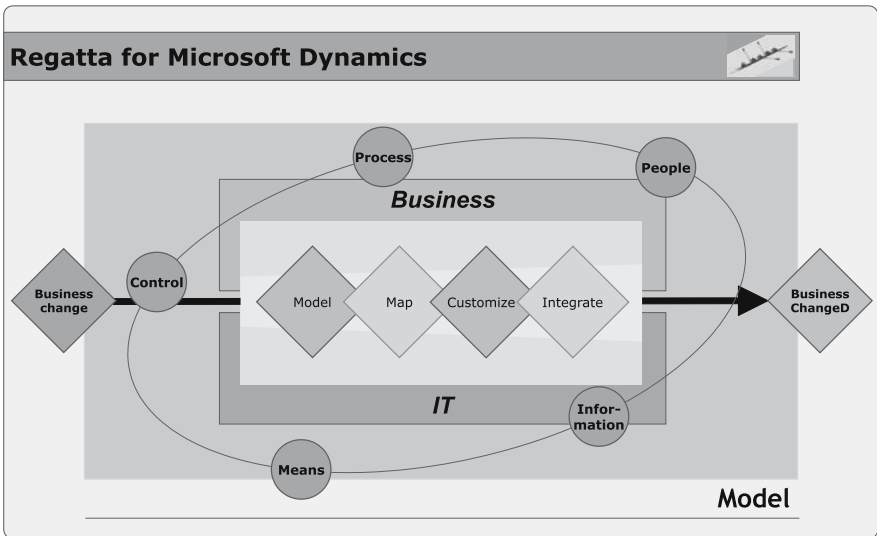 Regatta for Microsoft Dynamics
Process
People
Business
Control
Business
change
Model
Map
Customize
Integrate
Business
ChangeD
IT
Infor-
mation
Means
Model